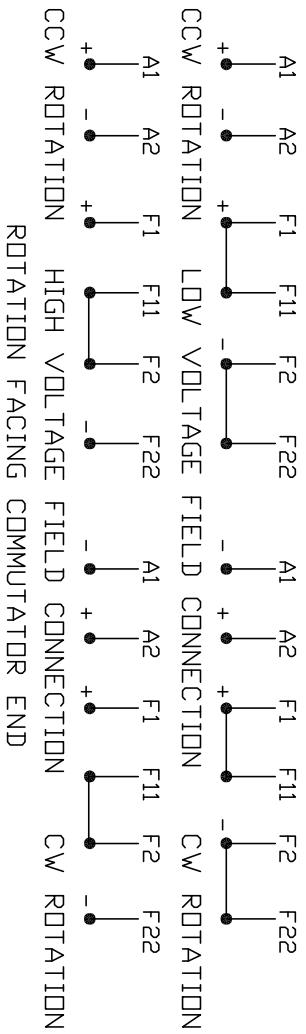 A1 A2 F1 F11 F2 F22 A1 A2 F1 F11 F2 F22
+ - + - - + + -
CCW ROTATION LOW VOLTAGE FIELD CONNECTION CW ROTATION
A1 A2 F1 F11 F2 F22 A1 A2 F1 F11 F2 F22
+ - + - - + + -
CCW ROTATION HIGH VOLTAGE FIELD CONNECTION CW ROTATION
ROTATION FACING COMMUTATOR END